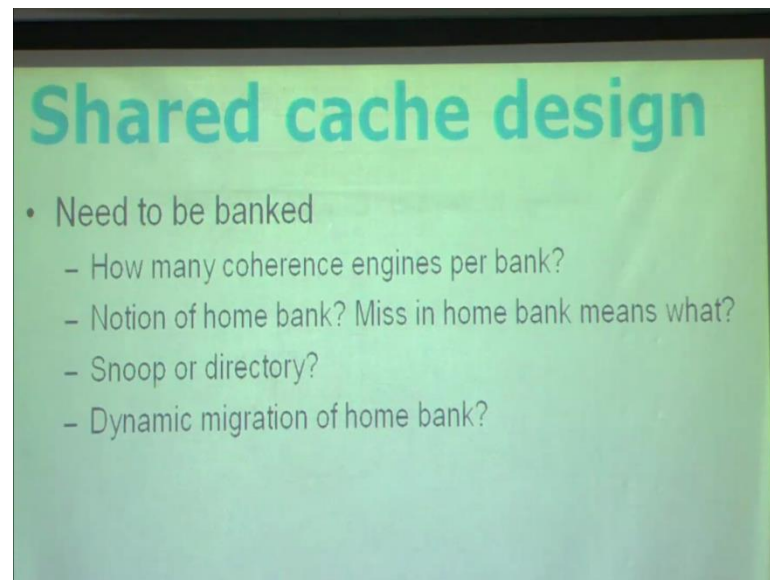 Shared cache design
• Need to be banked
– How many coherence engines per bank?
– Notion of home bank? Miss in home bank means what?
– Snoop or directory?
– Dynamic migration of home bank?